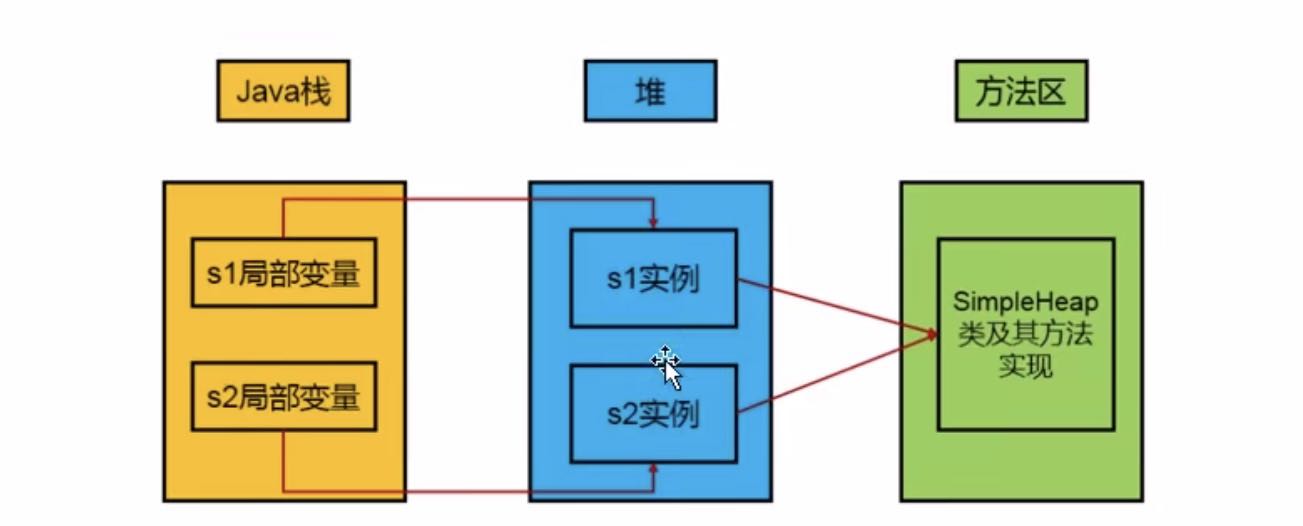 Java栈
堆
方法区
s1局部变量
s1实例
SimpleHeap
类及其方法
实现
s2局部变量
s2实例